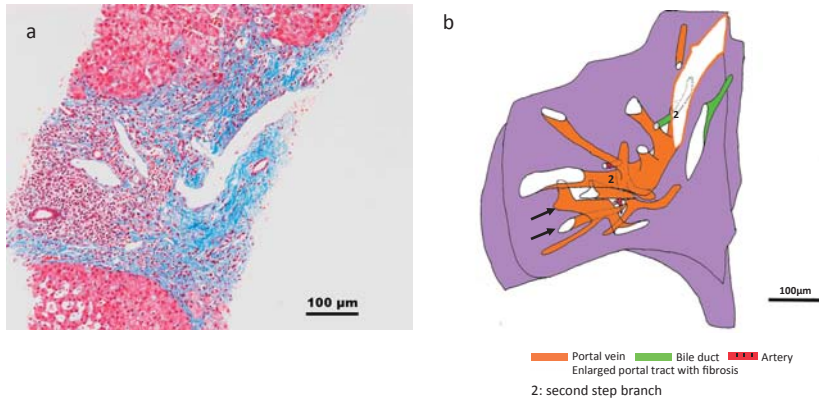 a
100 µm
b
2
2
100µm
Portal vein Bile duct Artery
Enlarged portal tract with fibrosis
2: second step branch